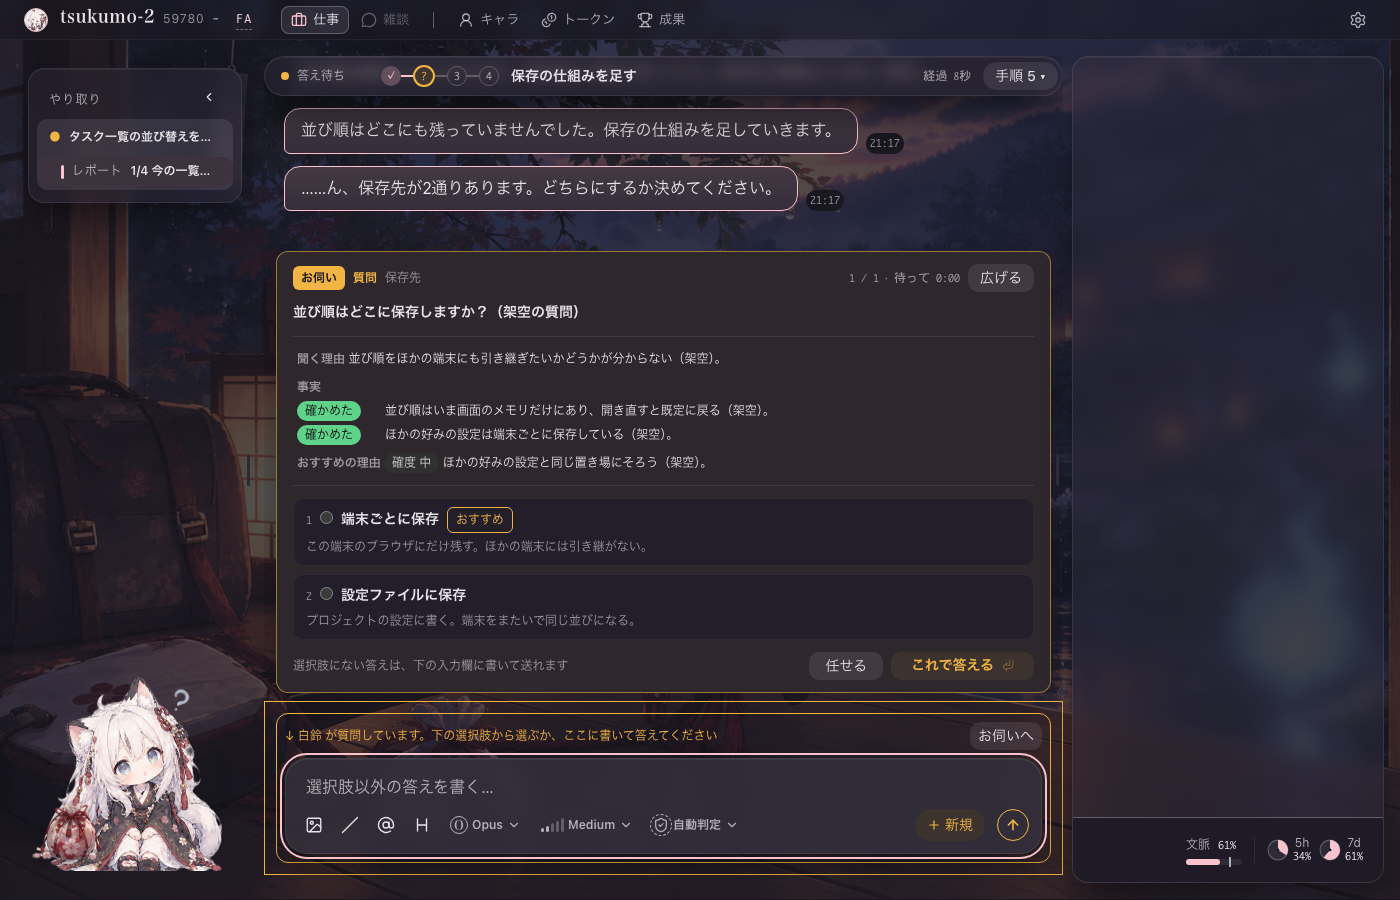 tsukumo-2 59780 - FA 仕事 雑談 キャラ トークン 成果
やり取り
タスク一覧の並び替えを...
レポート 1/4 今の一覧...
答え待ち ✓ ? 3 4 保存の仕組みを足す 経過 8秒 手順 5 ▾
並び順はどこにも残っていませんでした。保存の仕組みを足していきます。 21:17
……ん、保存先が2通りあります。どちらにするか決めてください。 21:17
お伺い 質問 保存先 1 / 1 · 待って 0:00 広げる
並び順はどこに保存しますか？（架空の質問）
聞く理由 並び順をほかの端末にも引き継ぎたいかどうかが分からない（架空）。
事実
確かめた 並び順はいま画面のメモリだけにあり、開き直すと既定に戻る（架空）。
確かめた ほかの好みの設定は端末ごとに保存している（架空）。
おすすめの理由 確度 中 ほかの好みの設定と同じ置き場にそろう（架空）。
1 端末ごとに保存 おすすめ
この端末のブラウザにだけ残す。ほかの端末には引き継がない。
2 設定ファイルに保存
プロジェクトの設定に書く。端末をまたいで同じ並びになる。
選択肢にない答えは、下の入力欄に書いて送れます 任せる これで答える ⏎
↓ 白鈴 が質問しています。下の選択肢から選ぶか、ここに書いて答えてください お伺いへ
選択肢以外の答えを書く...
Opus Medium 自動判定 + 新規
文脈 61% 5h 34% 7d 61%